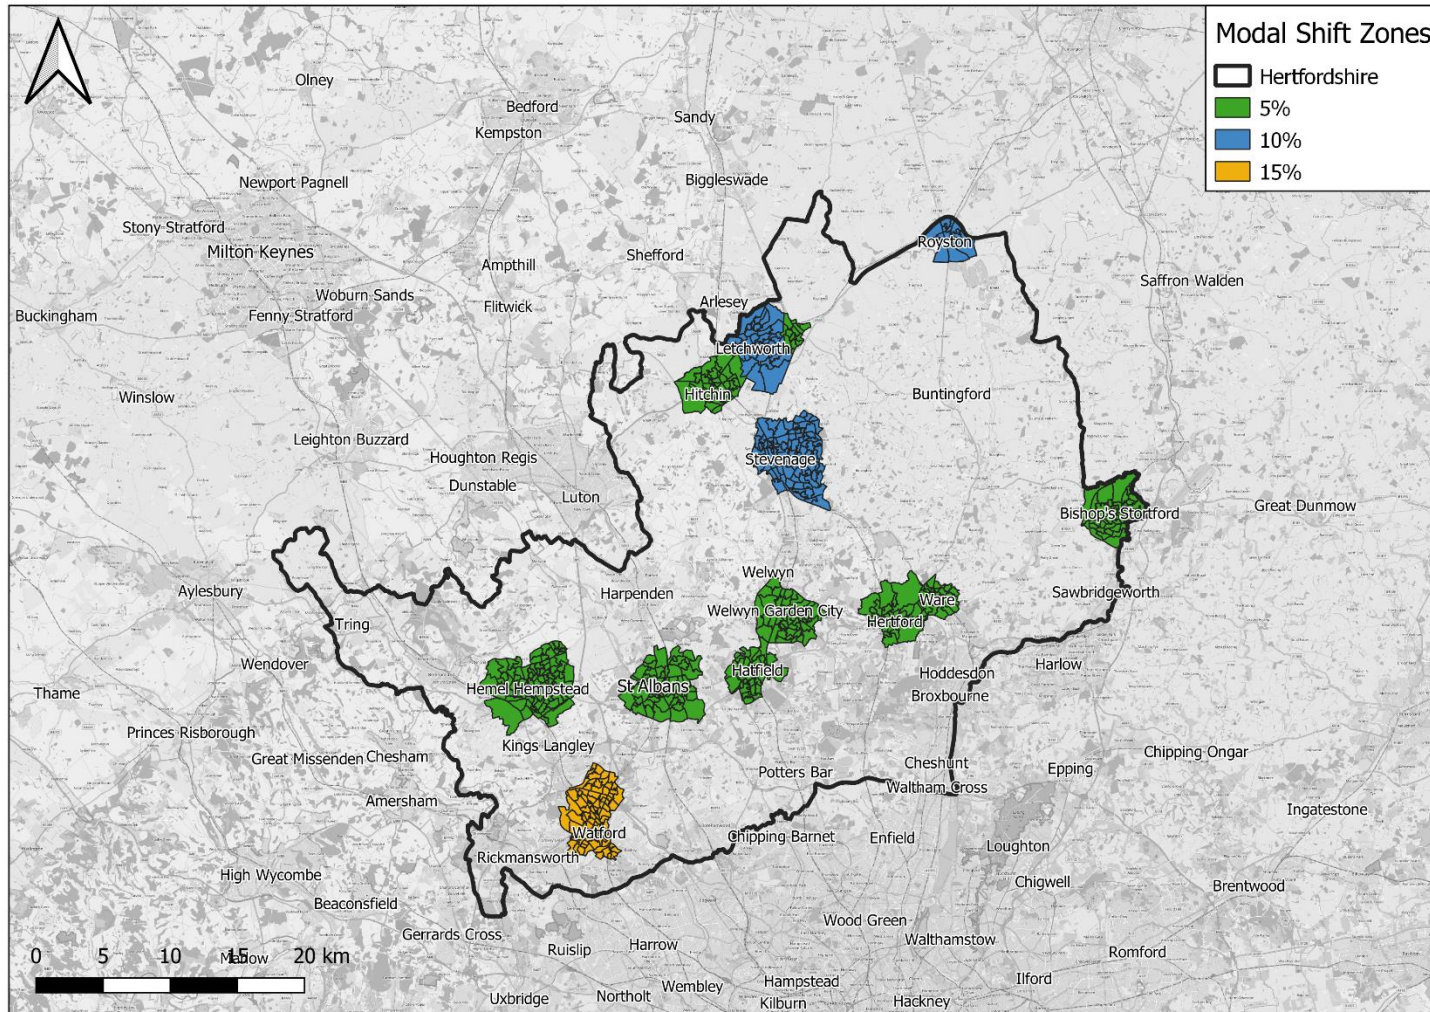 Modal Shift Zones
Hertfordshire
5%
10%
15%
Olney
Bedford
Kempston
Sandy
Newport Pagnell
Biggleswade
Stony Stratford
Milton Keynes
Royston
Shefford
Ampthill
Saffron Walden
Woburn Sands
Arlesey
Flitwick
Buckingham
Fenny Stratford
Letchworth
Winslow
Hitchin
Buntingford
Leighton Buzzard
Houghton Regis
Stevenage
Dunstable
Luton
Great Dunmow
Bishop's Stortford
Welwyn
Aylesbury
Harpenden
Sawbridgeworth
Ware
Welwyn Garden City
Hertford
Tring
Wendover
Harlow
Hatfield
Hoddesdon
St Albans
Hemel Hempstead
Thame
Broxbourne
Princes Risborough
Kings Langley
Chipping Ongar
Great Missenden
Chesham
Cheshunt
Epping
Potters Bar
Waltham Cross
Amersham
Ingatestone
Watford
Chipping Barnet
Enfield
Loughton
Rickmansworth
High Wycombe
Chigwell
Brentwood
Beaconsfield
Wood Green
Gerrards Cross
Walthamstow
Harrow
Ruislip
Romford
0 5 10 15 20 km
Marlow
Ilford
Hampstead
Wembley
Uxbridge
Northolt
Kilburn
Hackney